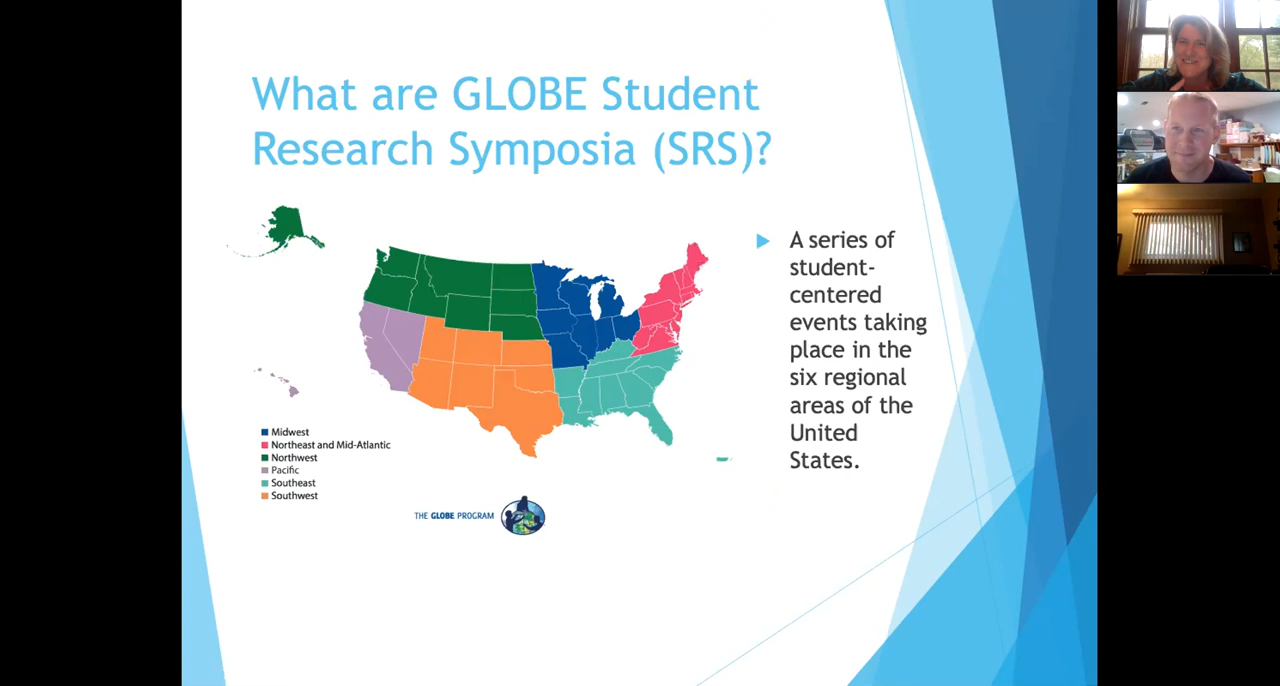 What are GLOBE Student
Research Symposia (SRS)?
A series of
student-
centered
events taking
place in the
six regional
areas of the
United
States.
Midwest
Northeast and Mid-Atlantic
Northwest
Pacific
Southeast
Southwest
THE GLOBE PROGRAM